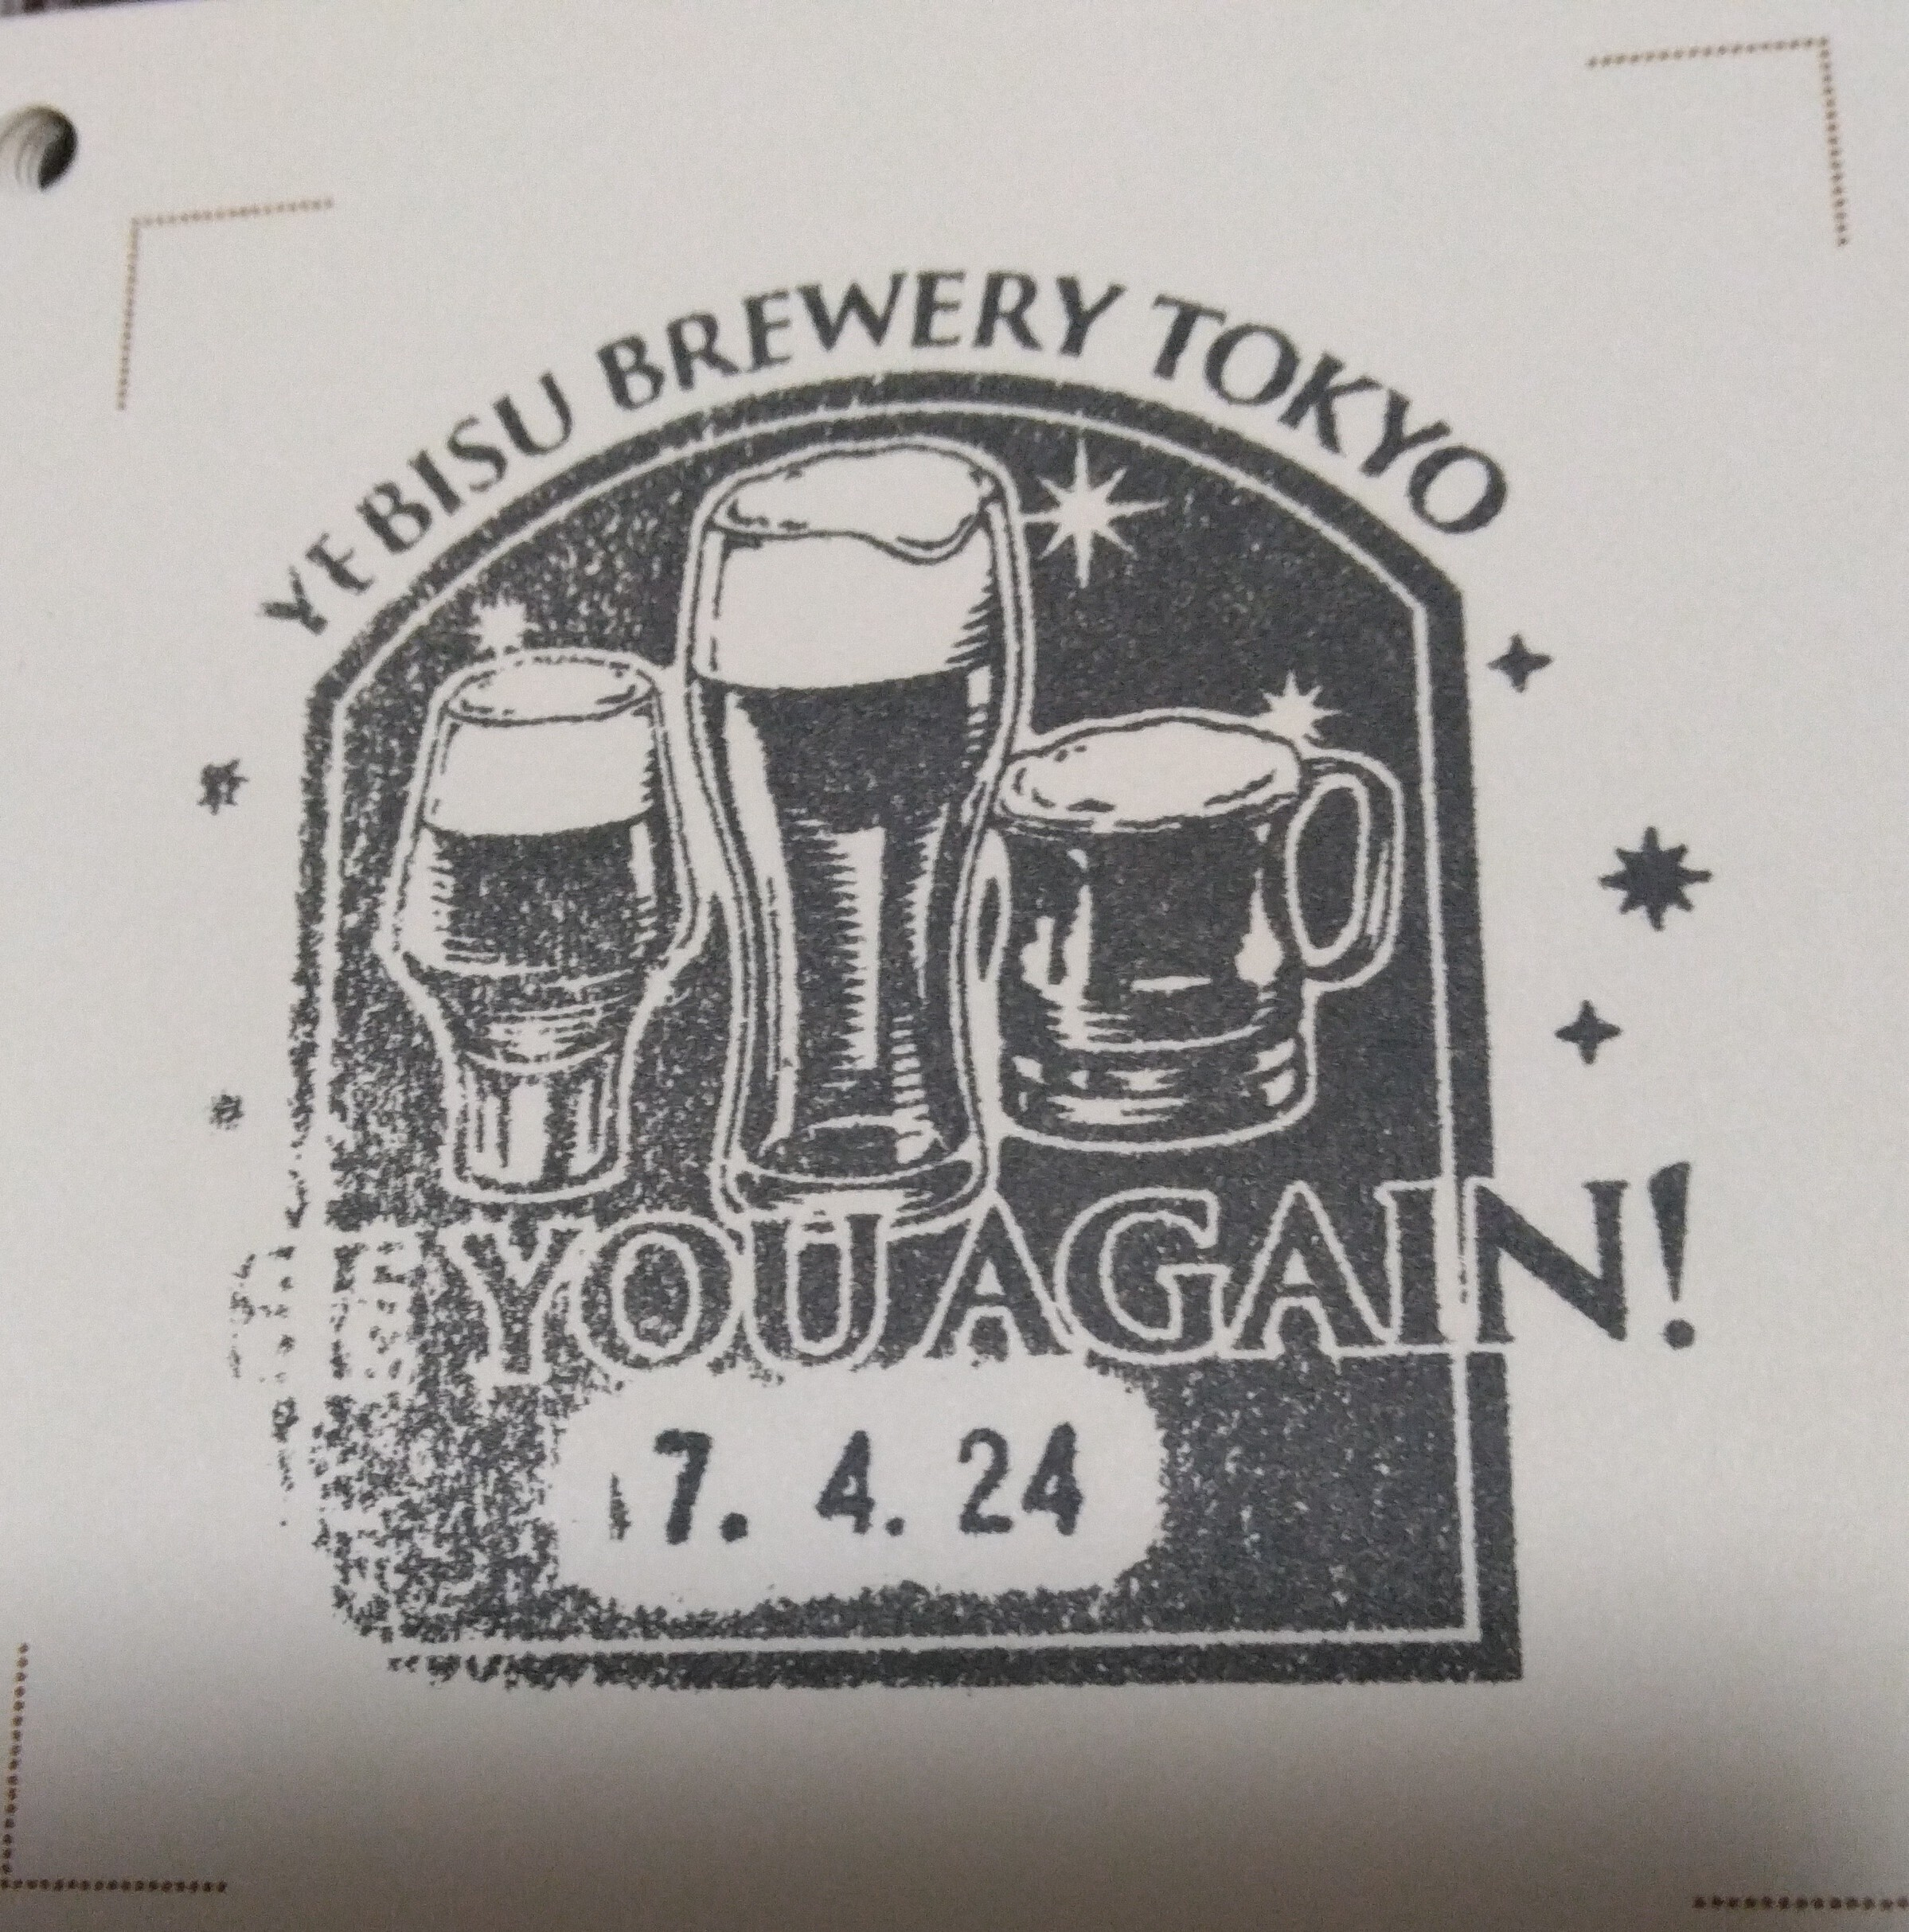 YEBISU BREWERY TOKYO
YOU AGAIN!
7. 4. 24